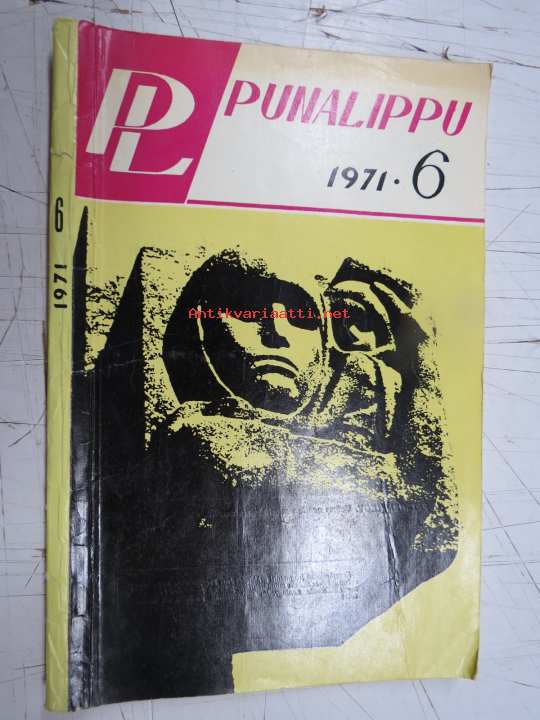 PL
PUNALIPPU
1971 · 6
6
1971
Antikvariaatti.net